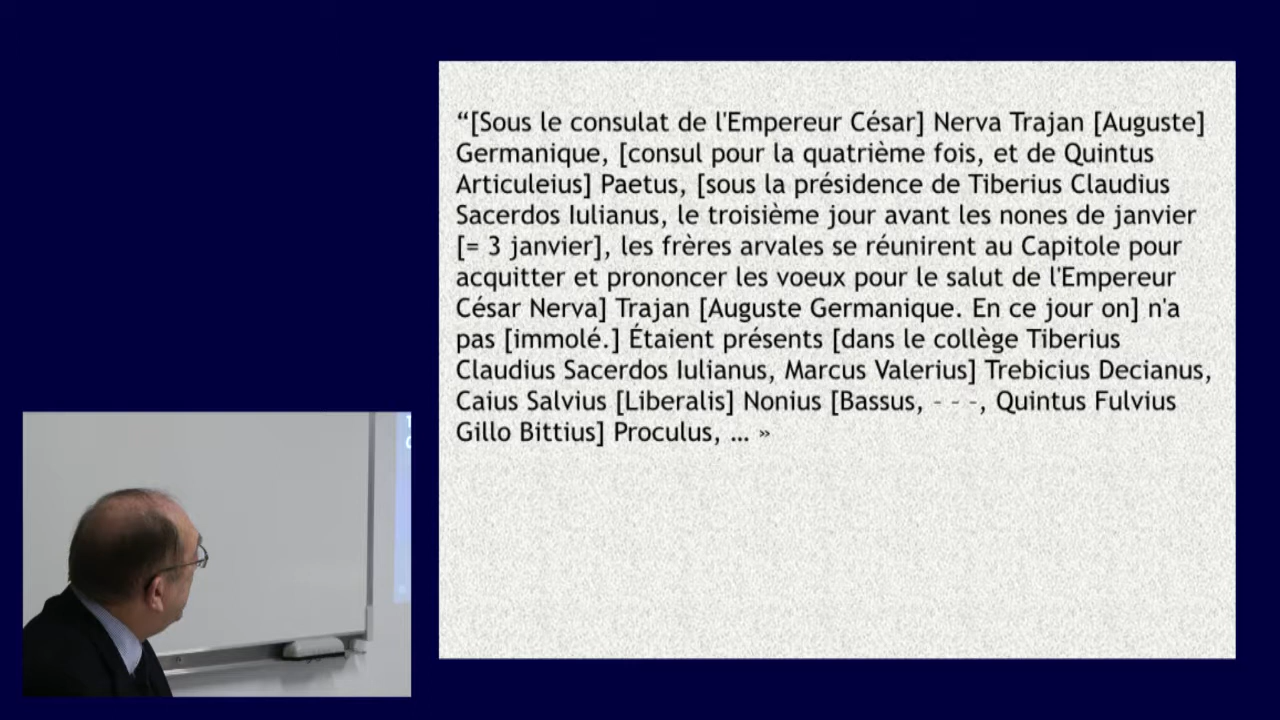 “[Sous le consulat de l'Empereur César] Nerva Trajan [Auguste]
Germanique, [consul pour la quatrième fois, et de Quintus
Articuleius] Paetus, [sous la présidence de Tiberius Claudius
Sacerdos Iulianus, le troisième jour avant les nones de janvier
[= 3 janvier], les frères arvales se réunirent au Capitole pour
acquitter et prononcer les voeux pour le salut de l'Empereur
César Nerva] Trajan [Auguste Germanique. En ce jour on] n'a
pas [immolé.] Étaient présents [dans le collège Tiberius
Claudius Sacerdos Iulianus, Marcus Valerius] Trebicius Decianus,
Caius Salvius [Liberalis] Nonius [Bassus, - - -, Quintus Fulvius
Gillo Bittius] Proculus, … »